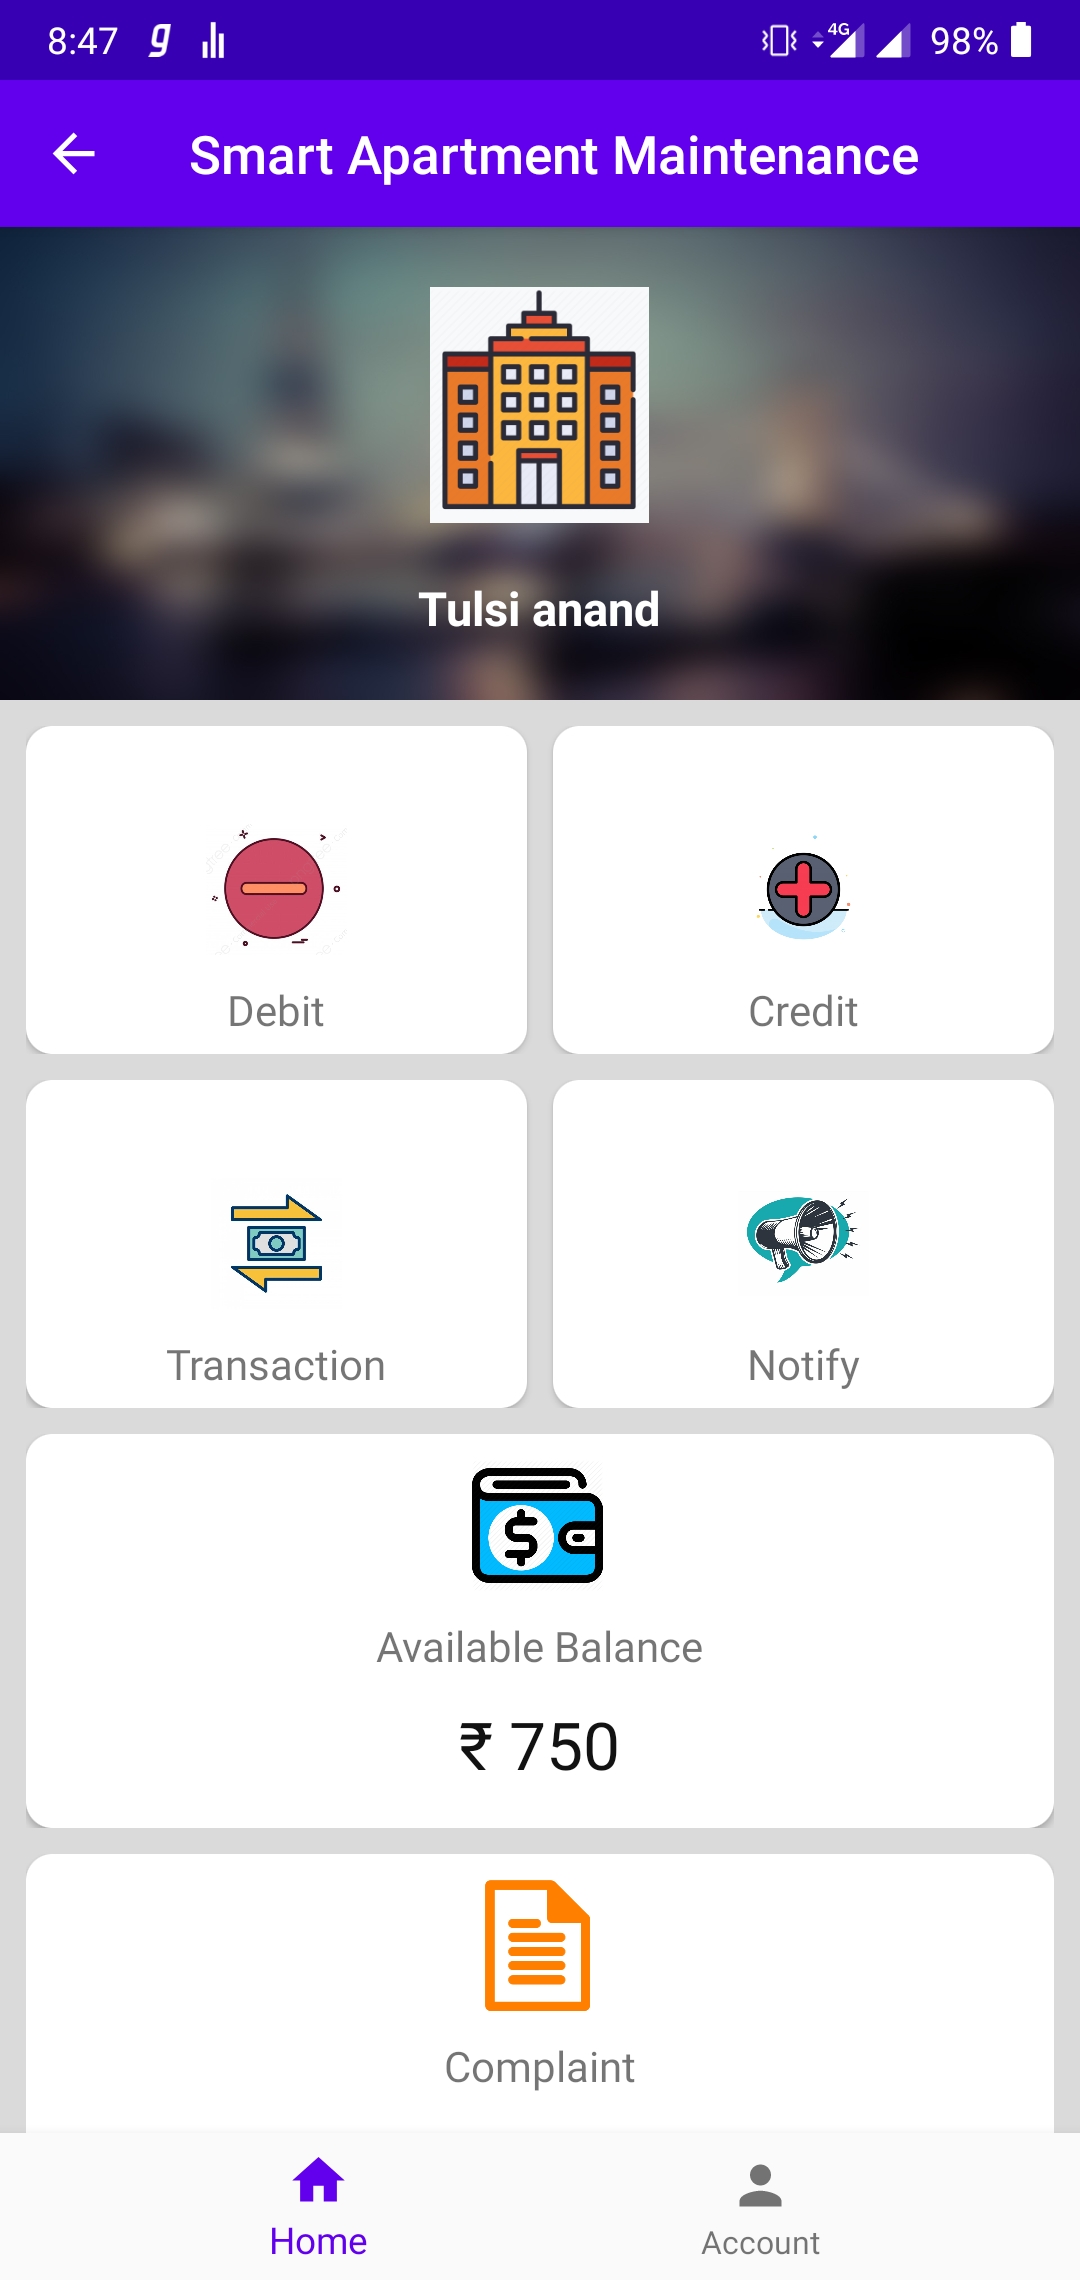 8:47
4G
98%
Smart Apartment Maintenance
Tulsi anand
Debit
Credit
Transaction
Notify
Available Balance
₹ 750
Complaint
Home
Account